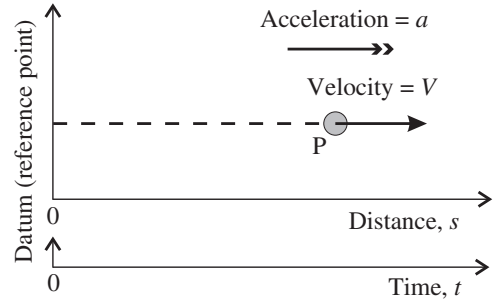 Acceleration = a
Velocity = V
P
Datum (reference point)
0
Distance, s
0
Time, t